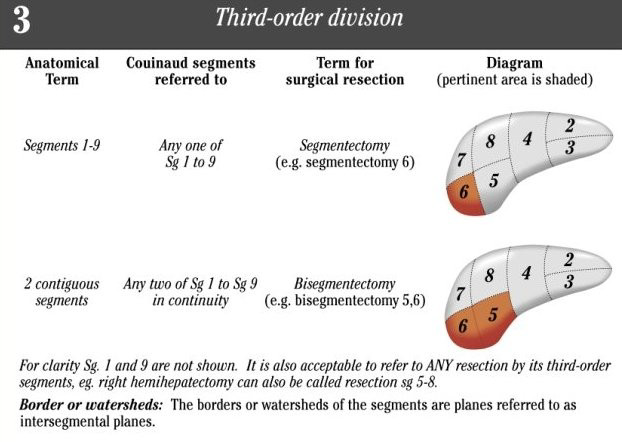 3 Third-order division
Anatomical Term
Couinaud segments referred to
Term for surgical resection
Diagram (pertinent area is shaded)
Segments 1-9
Any one of Sg 1 to 9
Segmentectomy (e.g. segmentectomy 6)
8 4 2
7 3
6 5
2 contiguous segments
Any two of Sg 1 to Sg 9 in continuity
Bisegmentectomy (e.g. bisegmentectomy 5,6)
8 4 2
7 3
6 5
For clarity Sg. 1 and 9 are not shown. It is also acceptable to refer to ANY resection by its third-order
segments, eg. right hemihepatectomy can also be called resection sg 5-8.
Border or watersheds: The borders or watersheds of the segments are planes referred to as
intersegmental planes.